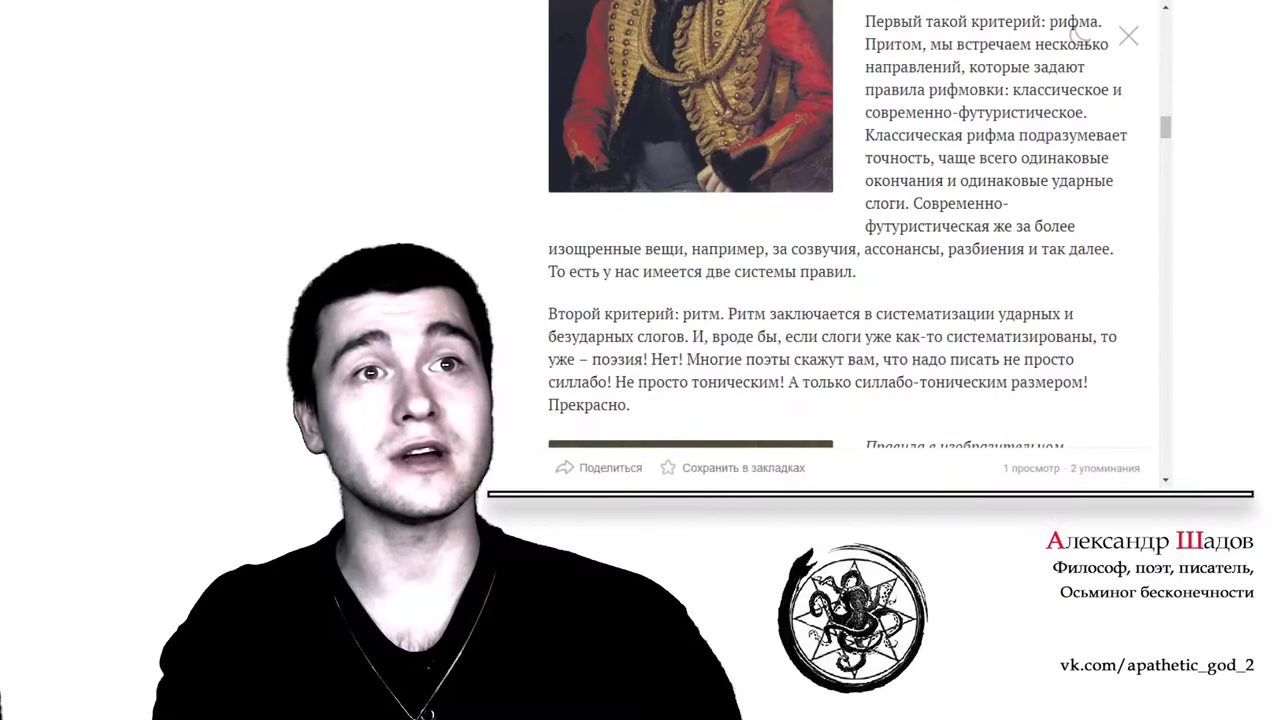 Первый такой критерий: рифма.
Притом, мы встречаем несколько
направлений, которые задают
правила рифмовки: классическое и
современно-футуристическое.
Классическая рифма подразумевает
точность, чаще всего одинаковые
окончания и одинаковые ударные
слоги. Современно-
футуристическая же за более
изощренные вещи, например, за созвучия, ассонансы, разбиения и так далее.
То есть у нас имеется две системы правил.
Второй критерий: ритм. Ритм заключается в систематизации ударных и
безударных слогов. И, вроде бы, если слоги уже как-то систематизированы, то
уже – поэзия! Нет! Многие поэты скажут вам, что надо писать не просто
силлабо! Не просто тоническим! А только силлабо-тоническим размером!
Прекрасно.
Правила в изобразительном
Поделиться Сохранить в закладках 1 просмотр · 2 упоминания
Александр Шадов
Философ, поэт, писатель,
Осьминог бесконечности
vk.com/apathetic_god_2